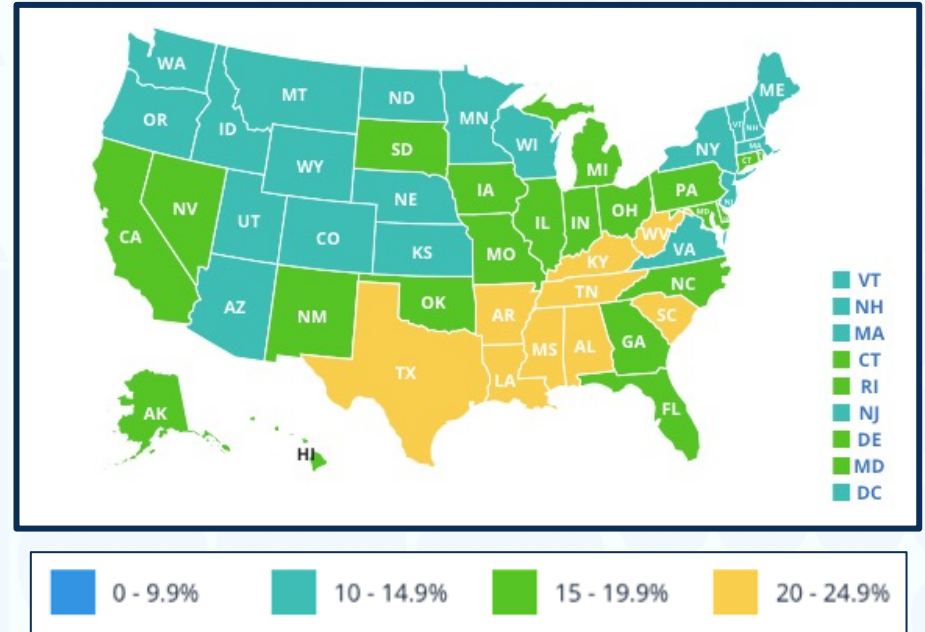 WA
MT
ND
MN
ME
OR
ID
WI
VT
NH
WY
SD
NY
MA
CT
NE
IA
MI
PA
NV
UT
CO
IL
IN
OH
NJ
MD
CA
KS
MO
WV
VA
KY
NC
AZ
NM
OK
TN
AR
SC
MS
AL
GA
TX
LA
FL
AK
HI
VT
NH
MA
CT
RI
NJ
DE
MD
DC
0 - 9.9%
10 - 14.9%
15 - 19.9%
20 - 24.9%